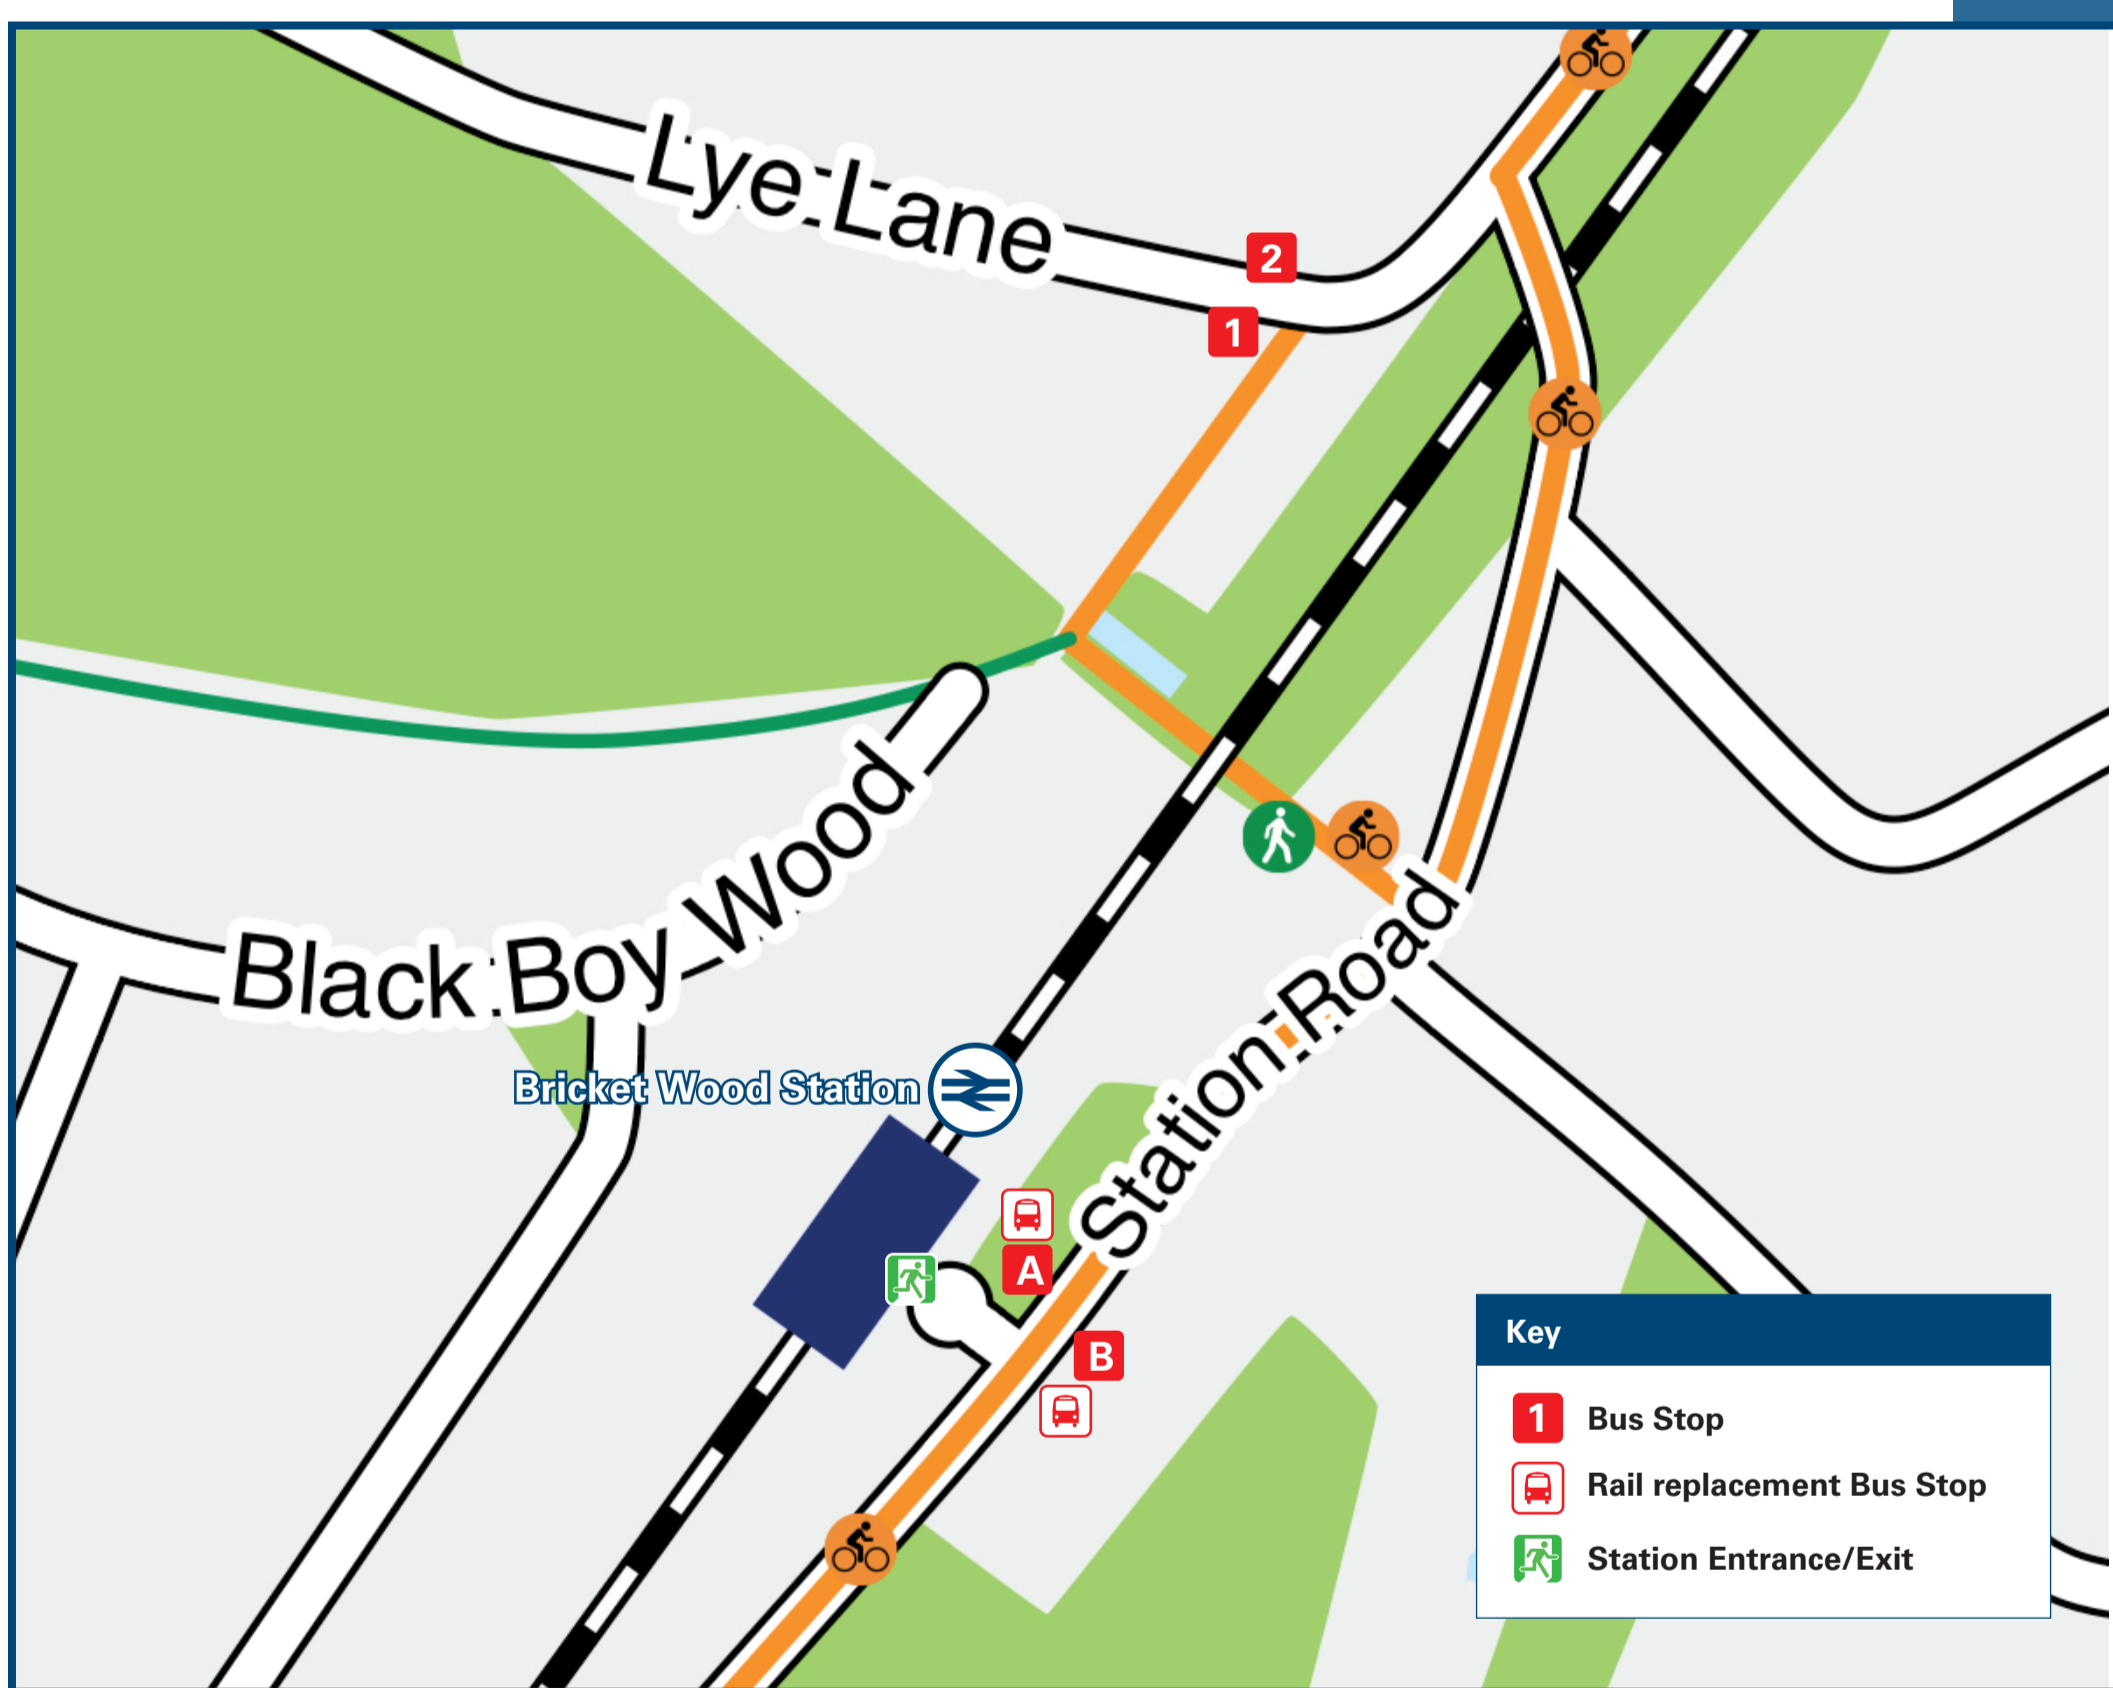 Lye Lane
2
1
Black Boy Wood
Station Road
Bricket Wood Station
A
B
Key
1 Bus Stop
Rail replacement Bus Stop
Station Entrance/Exit